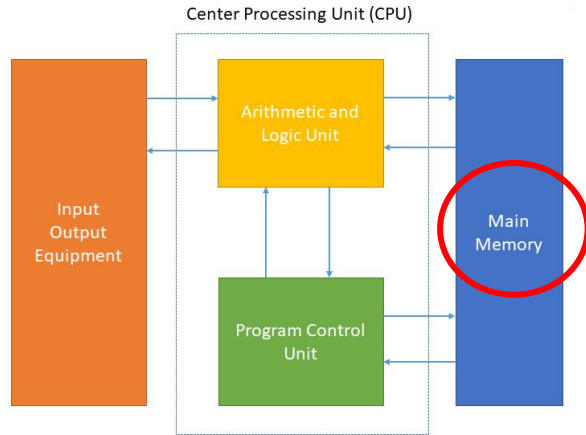 Center Processing Unit (CPU)
Arithmetic and
Logic Unit
Input
Output
Equipment
Main
Memory
Program Control
Unit